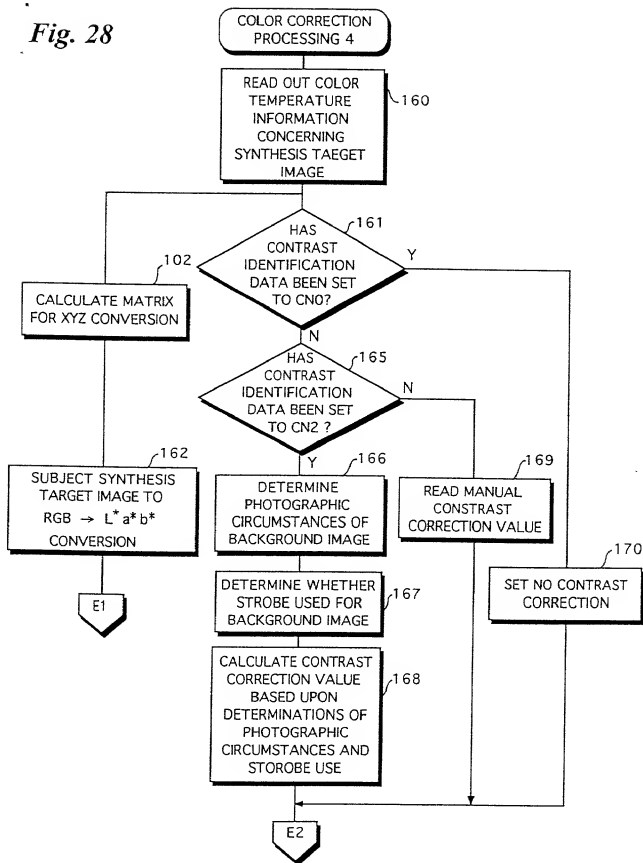 Fig. 28
COLOR CORRECTION
PROCESSING 4
READ OUT COLOR
TEMPERATURE
INFORMATION
CONCERNING
SYNTHESIS TAEGET
IMAGE
160
HAS
CONTRAST
IDENTIFICATION
DATA BEEN SET
TO CN0?
161
Y
N
102
CALCULATE MATRIX
FOR XYZ CONVERSION
HAS
CONTRAST
IDENTIFICATION
DATA BEEN SET
TO CN2 ?
165
N
Y
162
SUBJECT SYNTHESIS
TARGET IMAGE TO
RGB → L* a* b*
CONVERSION
E1
166
DETERMINE
PHOTOGRAPHIC
CIRCUMSTANCES OF
BACKGROUND IMAGE
169
READ MANUAL
CONSTRAST
CORRECTION VALUE
170
SET NO CONTRAST
CORRECTION
DETERMINE WHETHER
STROBE USED FOR
BACKGROUND IMAGE
167
CALCULATE CONTRAST
CORRECTION VALUE
BASED UPON
DETERMINATIONS OF
PHOTOGRAPHIC
CIRCUMSTANCES AND
STOROBE USE
168
E2